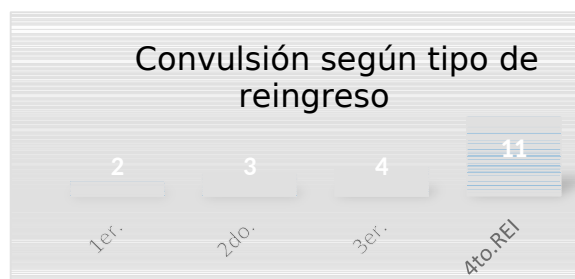 Convulsión según tipo de
reingreso
2 3 4 11
1er. 2do. 3er. 4to.REI